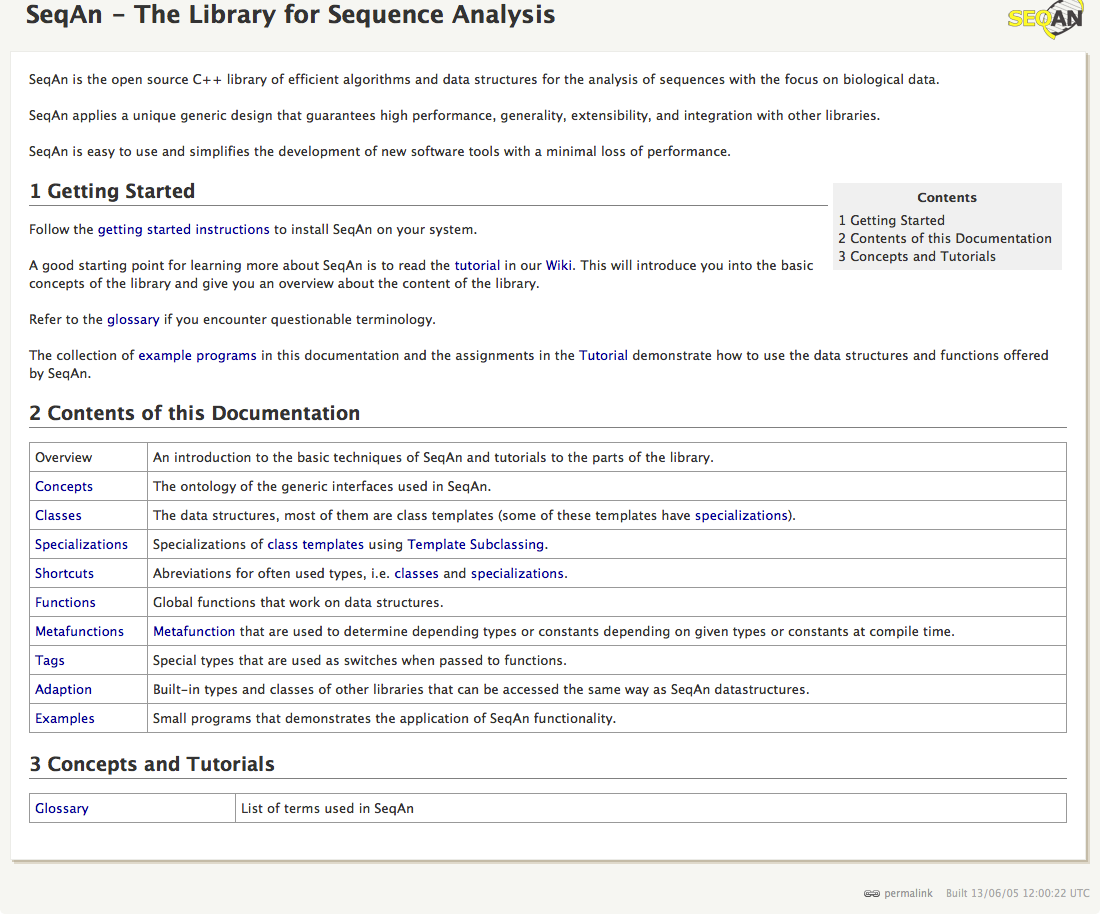 SeqAn – The Library for Sequence Analysis
SEQAN
SeqAn is the open source C++ library of efficient algorithms and data structures for the analysis of sequences with the focus on biological data.
SeqAn applies a unique generic design that guarantees high performance, generality, extensibility, and integration with other libraries.
SeqAn is easy to use and simplifies the development of new software tools with a minimal loss of performance.
1 Getting Started
Follow the getting started instructions to install SeqAn on your system.
A good starting point for learning more about SeqAn is to read the tutorial in our Wiki. This will introduce you into the basic
concepts of the library and give you an overview about the content of the library.
Refer to the glossary if you encounter questionable terminology.
Contents
1 Getting Started
2 Contents of this Documentation
3 Concepts and Tutorials
The collection of example programs in this documentation and the assignments in the Tutorial demonstrate how to use the data structures and functions offered
by SeqAn.
2 Contents of this Documentation
Overview An introduction to the basic techniques of SeqAn and tutorials to the parts of the library.
Concepts The ontology of the generic interfaces used in SeqAn.
Classes The data structures, most of them are class templates (some of these templates have specializations).
Specializations Specializations of class templates using Template Subclassing.
Shortcuts Abreviations for often used types, i.e. classes and specializations.
Functions Global functions that work on data structures.
Metafunctions Metafunction that are used to determine depending types or constants depending on given types or constants at compile time.
Tags Special types that are used as switches when passed to functions.
Adaption Built-in types and classes of other libraries that can be accessed the same way as SeqAn datastructures.
Examples Small programs that demonstrates the application of SeqAn functionality.
3 Concepts and Tutorials
Glossary List of terms used in SeqAn
permalink Built 13/06/05 12:00:22 UTC